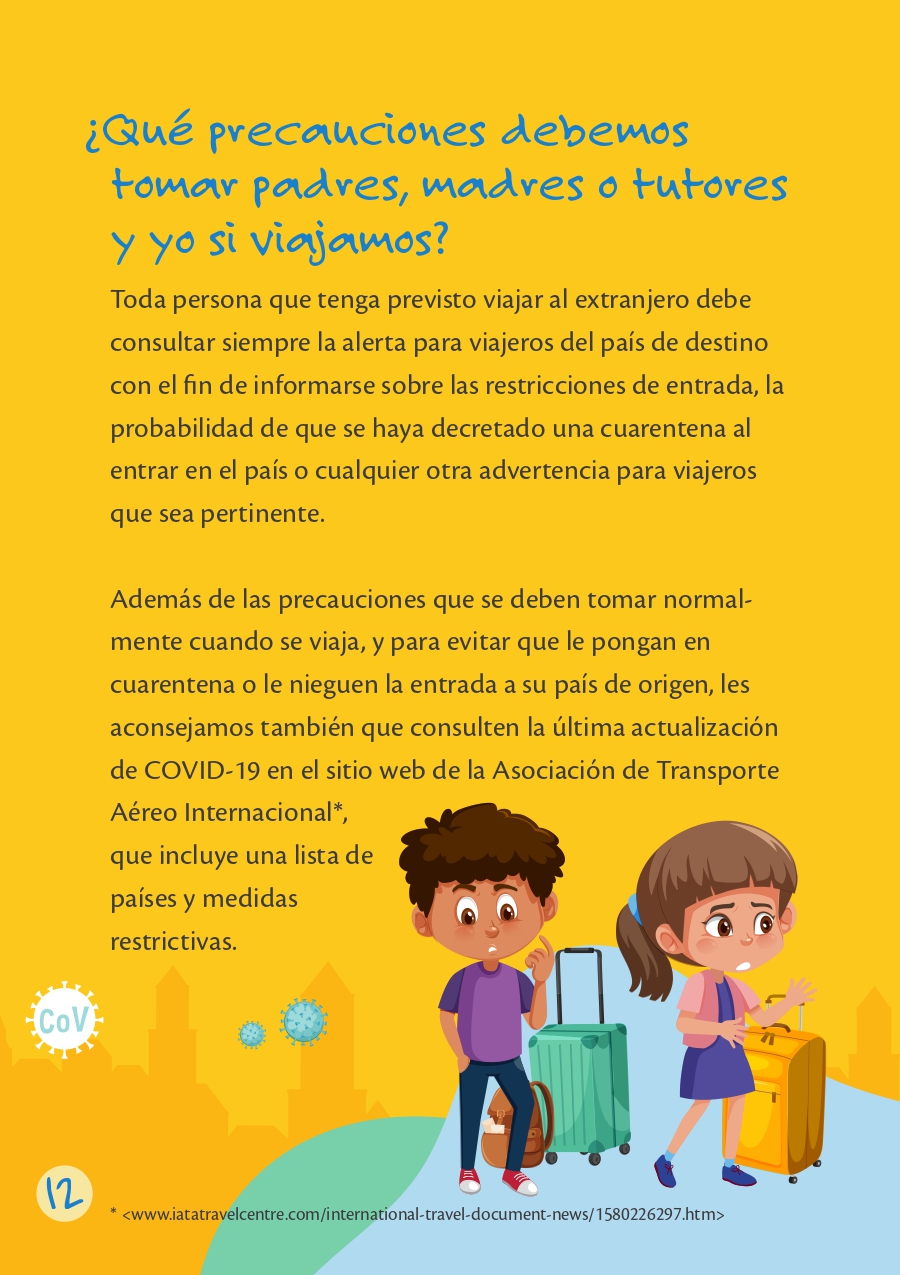 ¿Qué precauciones debemos
tomar padres, madres o tutores
y yo si viajamos?
Toda persona que tenga previsto viajar al extranjero debe
consultar siempre la alerta para viajeros del país de destino
con el fin de informarse sobre las restricciones de entrada, la
probabilidad de que se haya decretado una cuarentena al
entrar en el país o cualquier otra advertencia para viajeros
que sea pertinente.
Además de las precauciones que se deben tomar normal-
mente cuando se viaja, y para evitar que le pongan en
cuarentena o le nieguen la entrada a su país de origen, les
aconsejamos también que consulten la última actualización
de COVID-19 en el sitio web de la Asociación de Transporte
Aéreo Internacional*,
que incluye una lista de
países y medidas
restrictivas.
CoV
12
* <www.iatatravelcentre.com/international-travel-document-news/1580226297.htm>